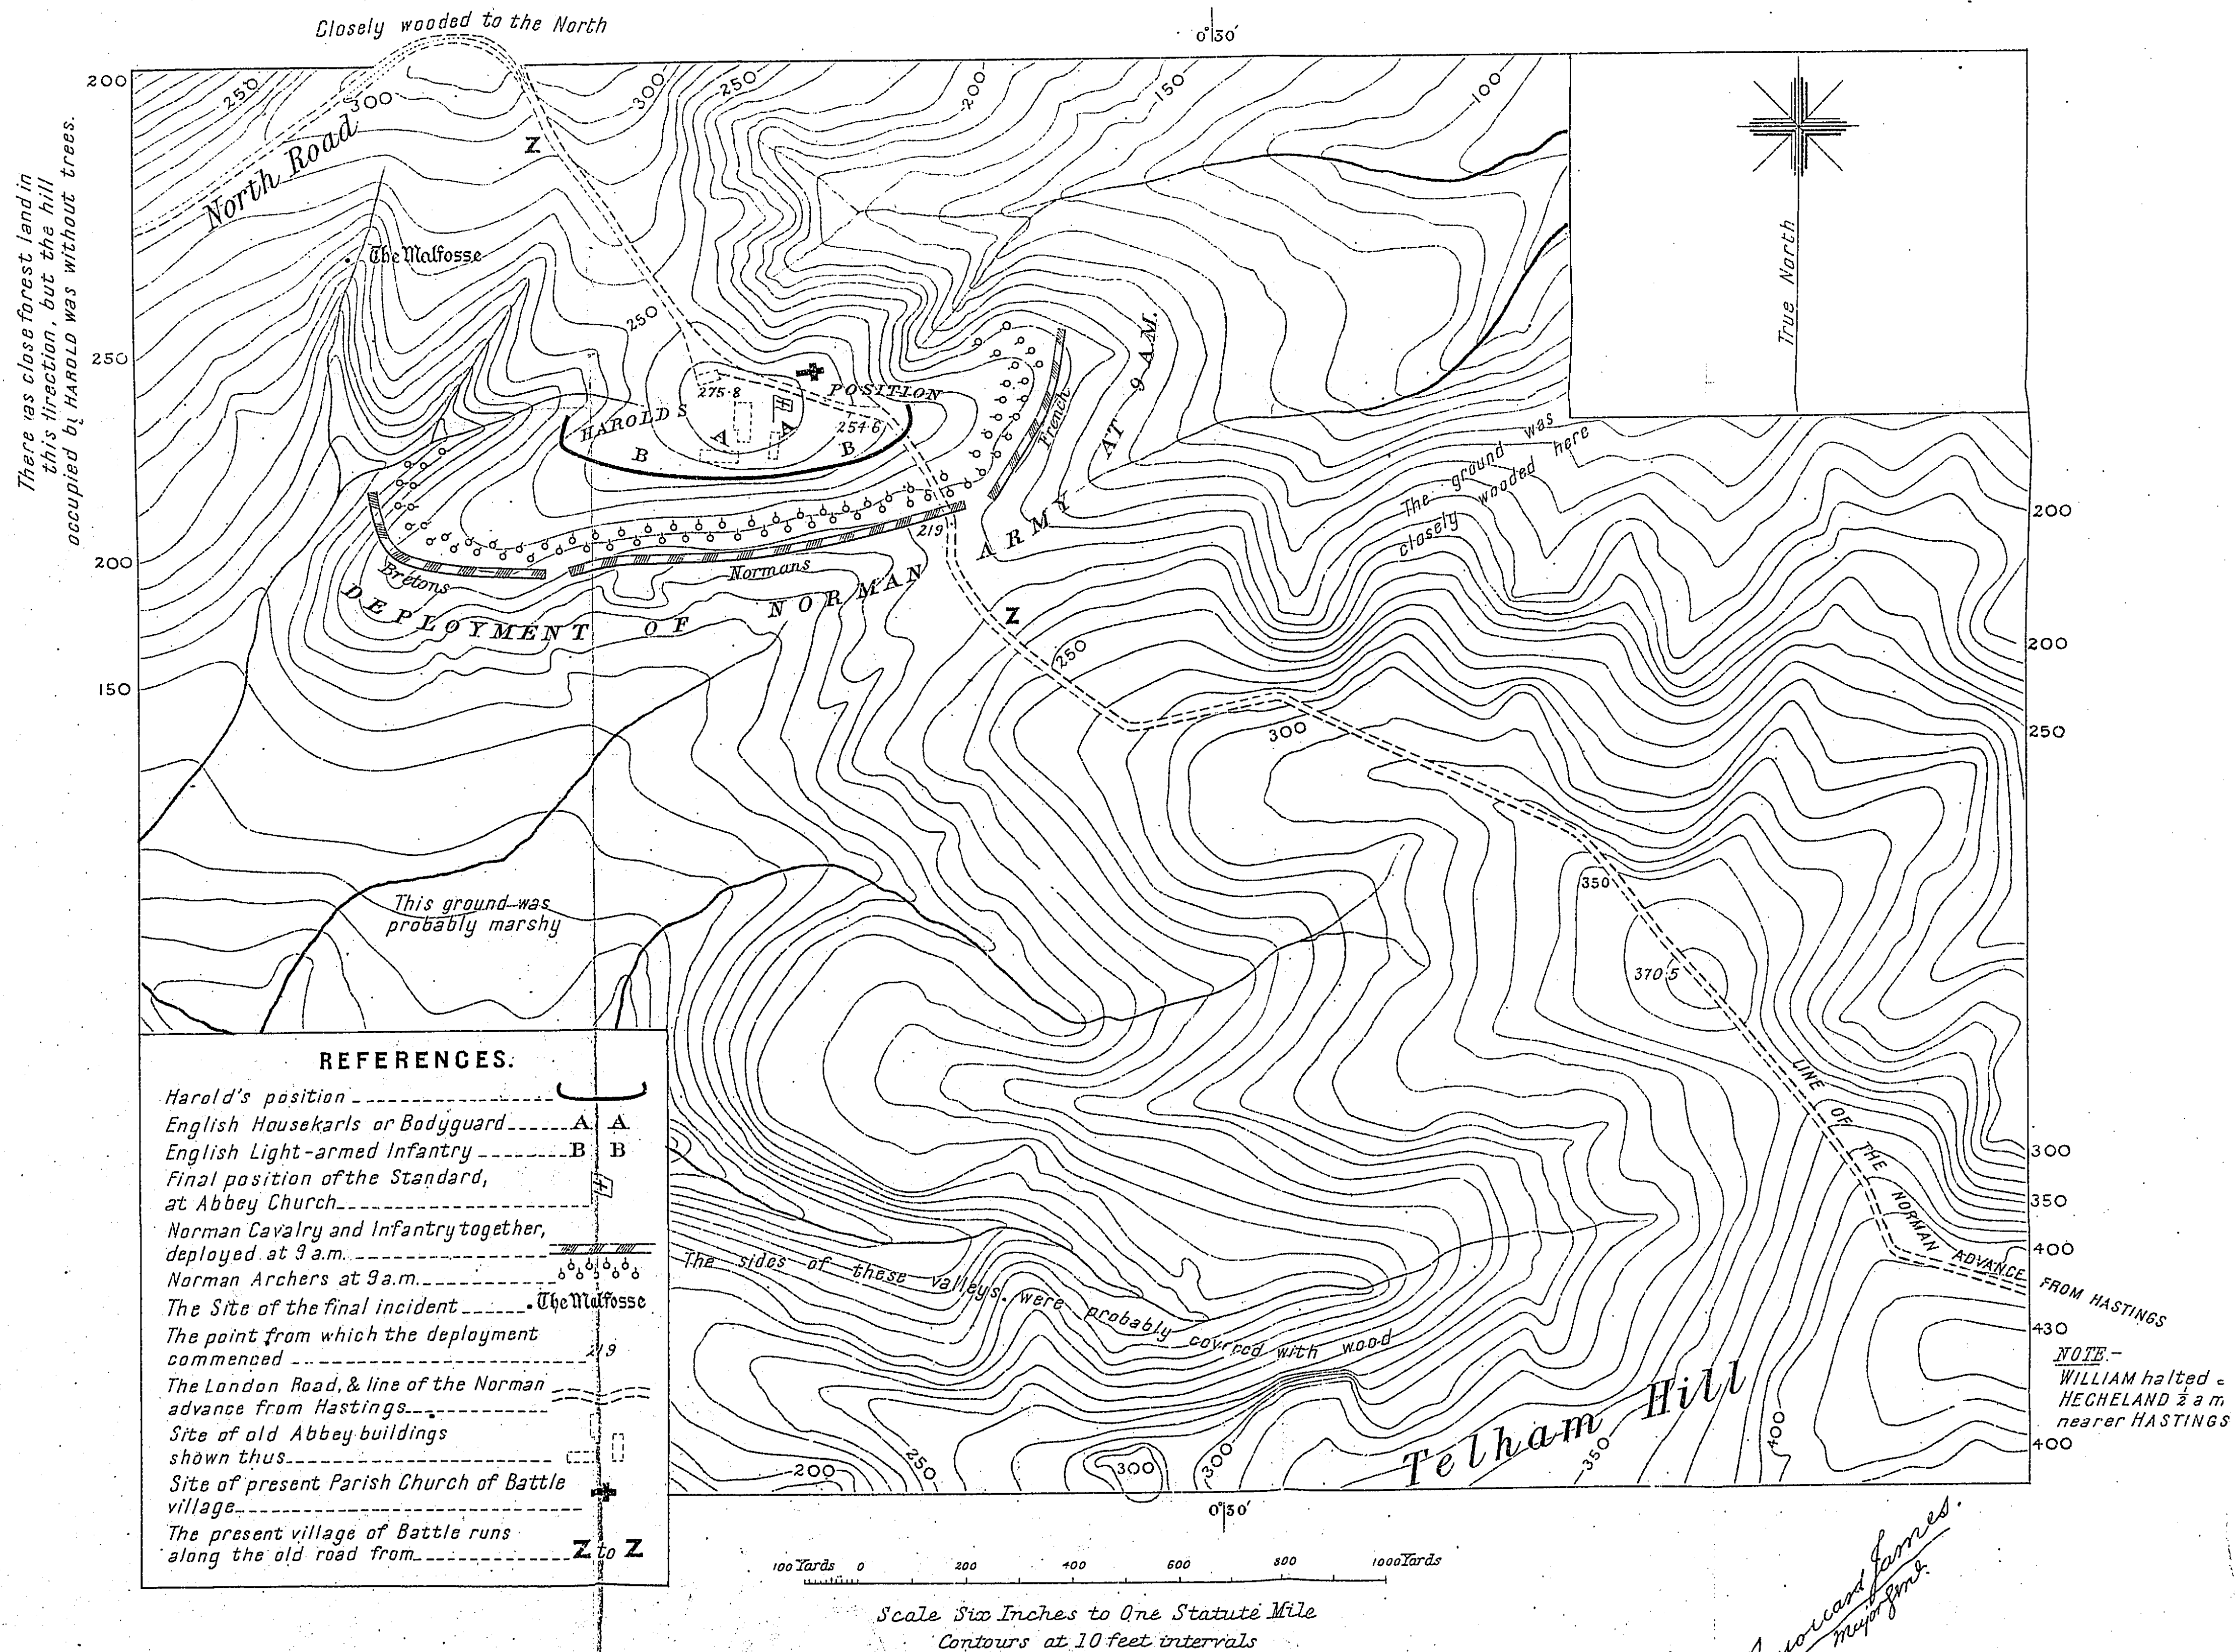 Closely wooded to the North
0°30'
200
250
300
300
250
200
150
100
North Road
Z
There was close forest land in
this direction, but the hill
occupied by HAROLD was without trees.
The Malfosse
True North
250
250
AT 9 A.M.
275·8
HAROLDS POSITION
254·6
A A
B B
French
The ground was
closely wooded here
200
219
ARMY
200
Bretons
Normans
DEPLOYMENT OF NORMAN
Z
200
250
150
300
250
350
This ground was
probably marshy
370·5
LINE OF THE NORMAN ADVANCE FROM HASTINGS
300
350
400
430
400
REFERENCES.
Harold's position
English Housekarls or Bodyguard A A
English Light-armed Infantry B B
Final position of the Standard,
at Abbey Church
Norman Cavalry and Infantry together,
deployed at 9 a.m.
Norman Archers at 9 a.m.
The Site of the final incident The Malfosse
The point from which the deployment
commenced 219
The London Road, & line of the Norman
advance from Hastings
Site of old Abbey buildings
shown thus
Site of present Parish Church of Battle
village
The present village of Battle runs
along the old road from Z to Z
The sides of these valleys were probably covered with wood
NOTE:-
WILLIAM halted
HECHELAND ½ a m
nearer HASTINGS
Telham Hill
200
250
300
300
350
400
0°30'
100 Yards 0 200 400 600 800 1000 Yards
Scale Six Inches to One Statute Mile
Contours at 10 feet intervals
James.
Major Genl.